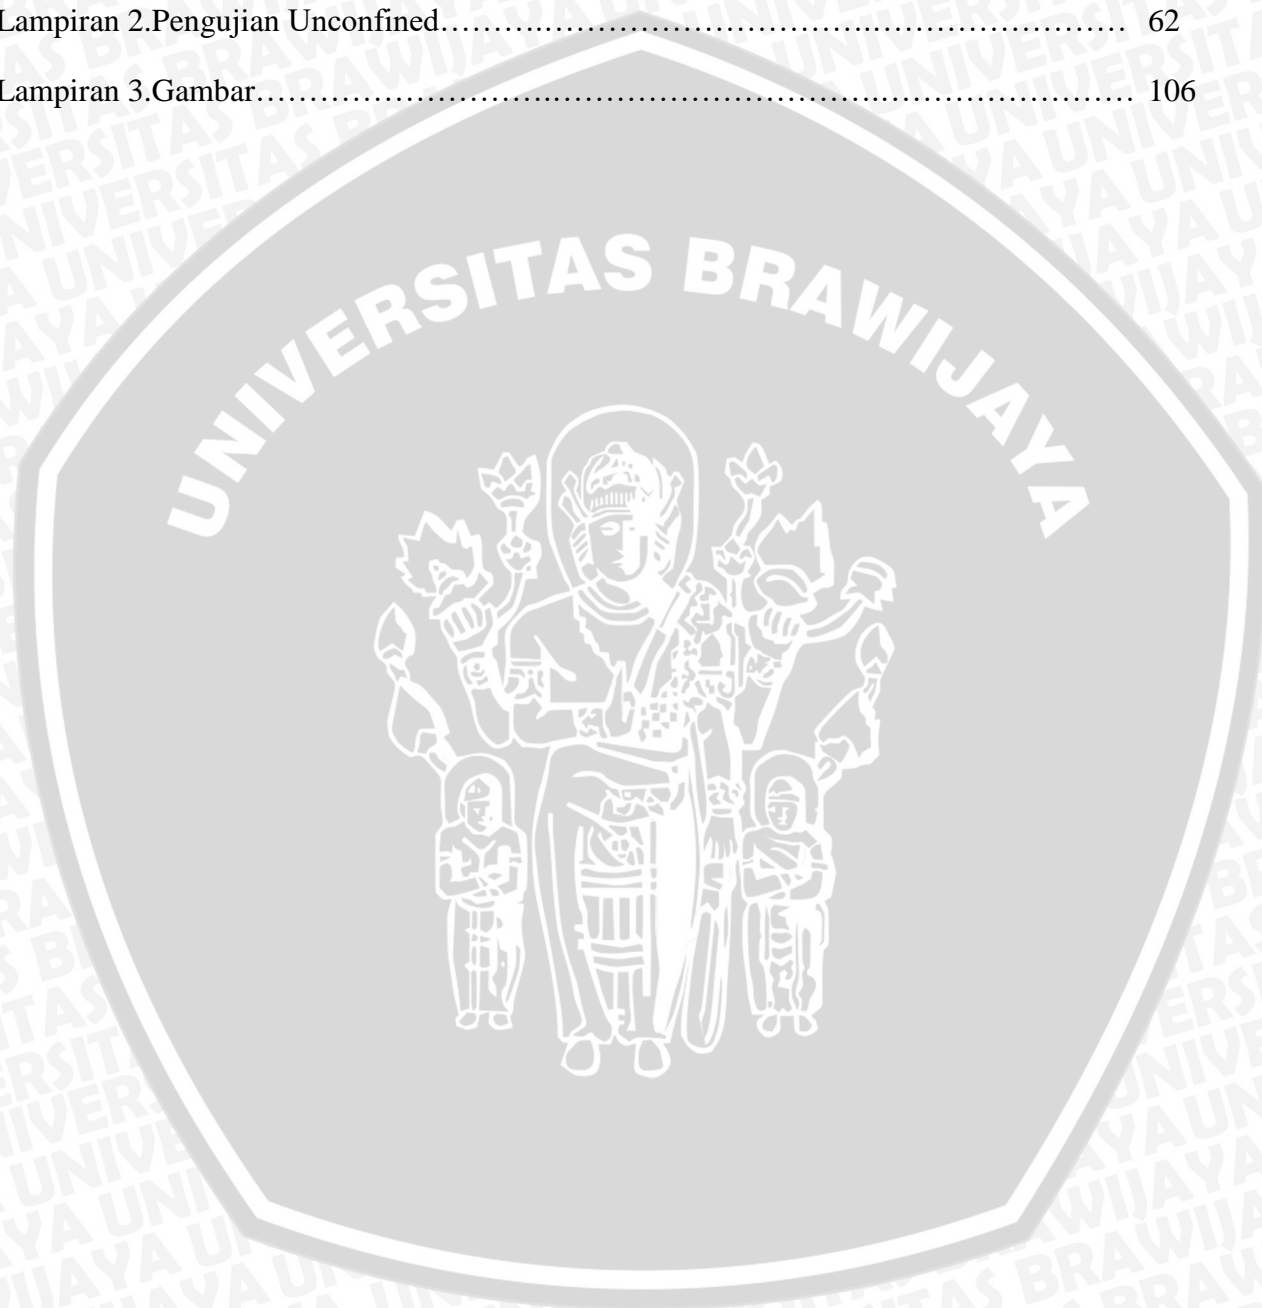 Lampiran 2.Pengujian Unconfined……….…………………………….…………………… 62
Lampiran 3.Gambar……………………….………………………….…………………… 106
UNIVERSITAS BRAWIJAYA